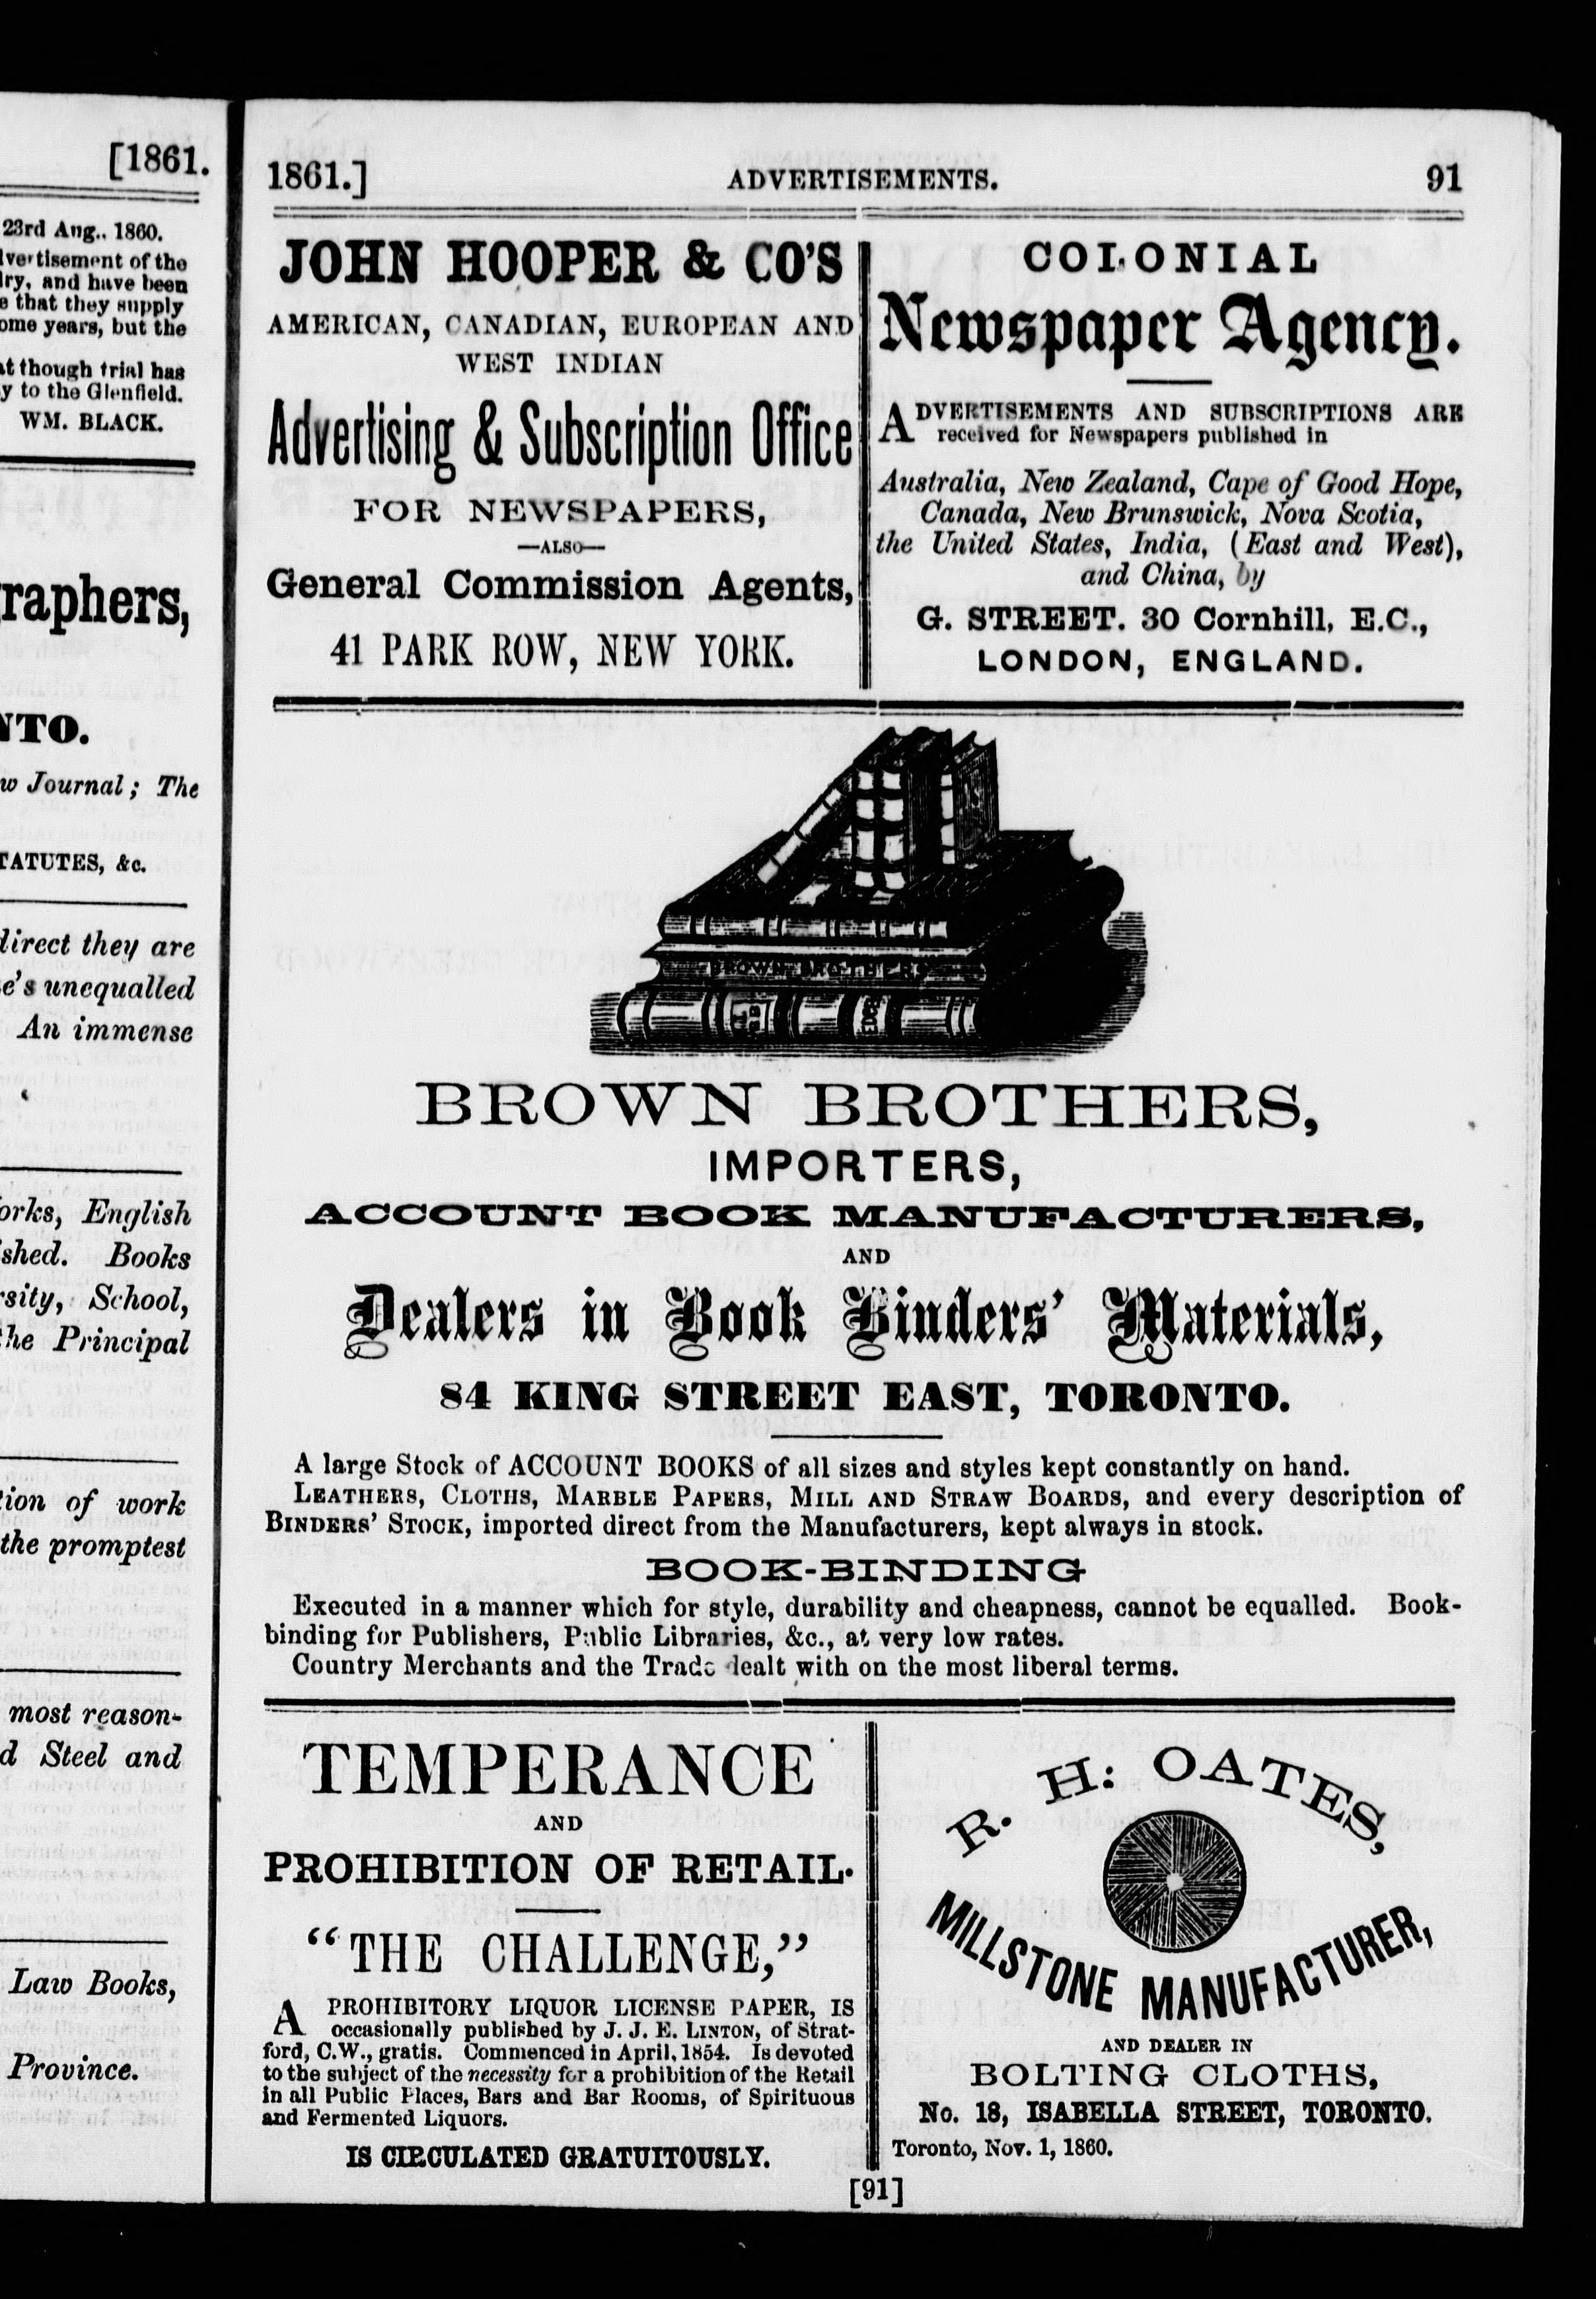 [1861.
23rd Aug., 1860.
vertisement of the
ry, and have been
that they supply
ome years, but the
at though trial has
y to the Glenfield.
WM. BLACK.
raphers,
NTO.
w Journal; The
TATUTES, &c.
direct they are
e's unequalled
An immense
orks, English
shed. Books
rsity, School,
the Principal
tion of work
the promptest
most reason-
d Steel and
Law Books,
Province.
1861.] ADVERTISEMENTS. 91
JOHN HOOPER & CO'S
AMERICAN, CANADIAN, EUROPEAN AND
WEST INDIAN
Advertising & Subscription Office
FOR NEWSPAPERS,
—ALSO—
General Commission Agents,
41 PARK ROW, NEW YORK.
COLONIAL
Newspaper Agency.
ADVERTISEMENTS AND SUBSCRIPTIONS ARE
received for Newspapers published in
Australia, New Zealand, Cape of Good Hope,
Canada, New Brunswick, Nova Scotia,
the United States, India, (East and West),
and China, by
G. STREET. 30 Cornhill, E.C.,
LONDON, ENGLAND.
BROWN BROTHERS
BROWN BROTHERS,
IMPORTERS,
ACCOUNT BOOK MANUFACTURERS,
AND
Dealers in Book Binders' Materials,
84 KING STREET EAST, TORONTO.
A large Stock of ACCOUNT BOOKS of all sizes and styles kept constantly on hand.
LEATHERS, CLOTHS, MARBLE PAPERS, MILL AND STRAW BOARDS, and every description of
BINDERS' STOCK, imported direct from the Manufacturers, kept always in stock.
BOOK-BINDING
Executed in a manner which for style, durability and cheapness, cannot be equalled. Book-
binding for Publishers, Public Libraries, &c., at very low rates.
Country Merchants and the Trade dealt with on the most liberal terms.
TEMPERANCE
AND
PROHIBITION OF RETAIL.
"THE CHALLENGE,"
A PROHIBITORY LIQUOR LICENSE PAPER, IS
occasionally published by J. J. E. LINTON, of Strat-
ford, C.W., gratis. Commenced in April, 1854. Is devoted
to the subject of the necessity for a prohibition of the Retail
in all Public Places, Bars and Bar Rooms, of Spirituous
and Fermented Liquors.
IS CIRCULATED GRATUITOUSLY.
R. H. OATES,
MILLSTONE MANUFACTURER,
AND DEALER IN
BOLTING CLOTHS,
No. 18, ISABELLA STREET, TORONTO.
Toronto, Nov. 1, 1860.
[91]